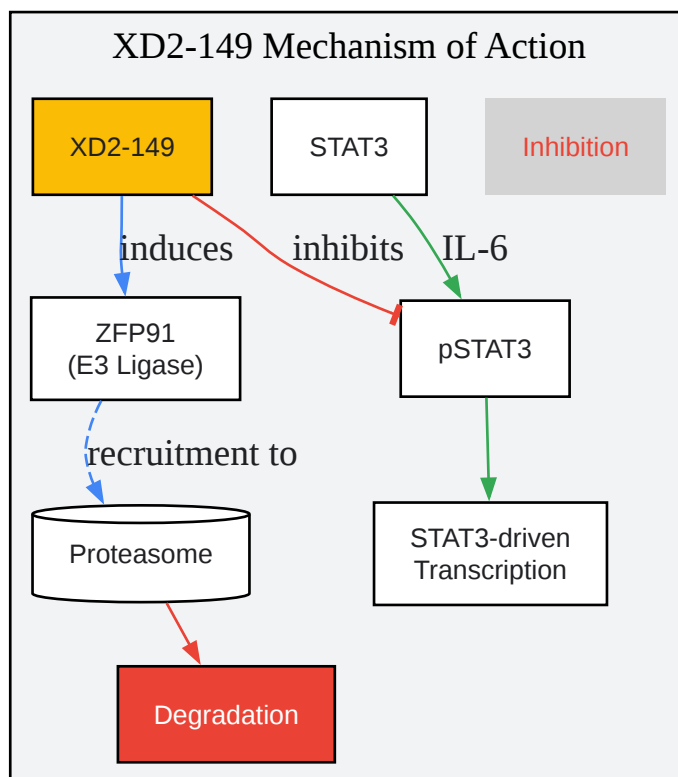 XD2-149 Mechanism of Action
XD2-149
STAT3
Inhibition
induces
inhibits
IL-6
ZFP91
(E3 Ligase)
pSTAT3
recruitment to
Proteasome
STAT3-driven
Transcription
Degradation